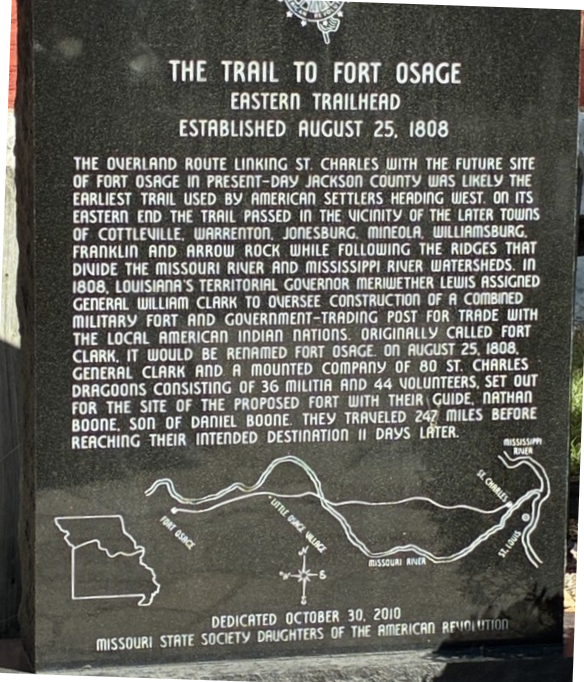 THE TRAIL TO FORT OSAGE
EASTERN TRAILHEAD
ESTABLISHED AUGUST 25, 1808
THE OVERLAND ROUTE LINKING ST. CHARLES WITH THE FUTURE SITE
OF FORT OSAGE IN PRESENT-DAY JACKSON COUNTY WAS LIKELY THE
EARLIEST TRAIL USED BY AMERICAN SETTLERS HEADING WEST. ON ITS
EASTERN END THE TRAIL PASSED IN THE VICINITY OF THE LATER TOWNS
OF COTTLEVILLE, WARRENTON, JONESBURG, MINEOLA, WILLIAMSBURG,
FRANKLIN AND ARROW ROCK WHILE FOLLOWING THE RIDGES THAT
DIVIDE THE MISSOURI RIVER AND MISSISSIPPI RIVER WATERSHEDS. IN
1808, LOUISIANA'S TERRITORIAL GOVERNOR MERIWETHER LEWIS ASSIGNED
GENERAL WILLIAM CLARK TO OVERSEE CONSTRUCTION OF A COMBINED
MILITARY FORT AND GOVERNMENT-TRADING POST FOR TRADE WITH
THE LOCAL AMERICAN INDIAN NATIONS. ORIGINALLY CALLED FORT
CLARK, IT WOULD BE RENAMED FORT OSAGE. ON AUGUST 25, 1808,
GENERAL CLARK AND A MOUNTED COMPANY OF 80 ST. CHARLES
DRAGOONS CONSISTING OF 36 MILITIA AND 44 VOLUNTEERS, SET OUT
FOR THE SITE OF THE PROPOSED FORT WITH THEIR GUIDE, NATHAN
BOONE, SON OF DANIEL BOONE. THEY TRAVELED 247 MILES BEFORE
REACHING THEIR INTENDED DESTINATION 11 DAYS LATER.
MISSISSIPPI
RIVER
ST. CHARLES
FORT OSAGE
LITTLE OSAGE VILLAGE
ST. LOUIS
MISSOURI RIVER
N
W E
S
DEDICATED OCTOBER 30, 2010
MISSOURI STATE SOCIETY DAUGHTERS OF THE AMERICAN REVOLUTION